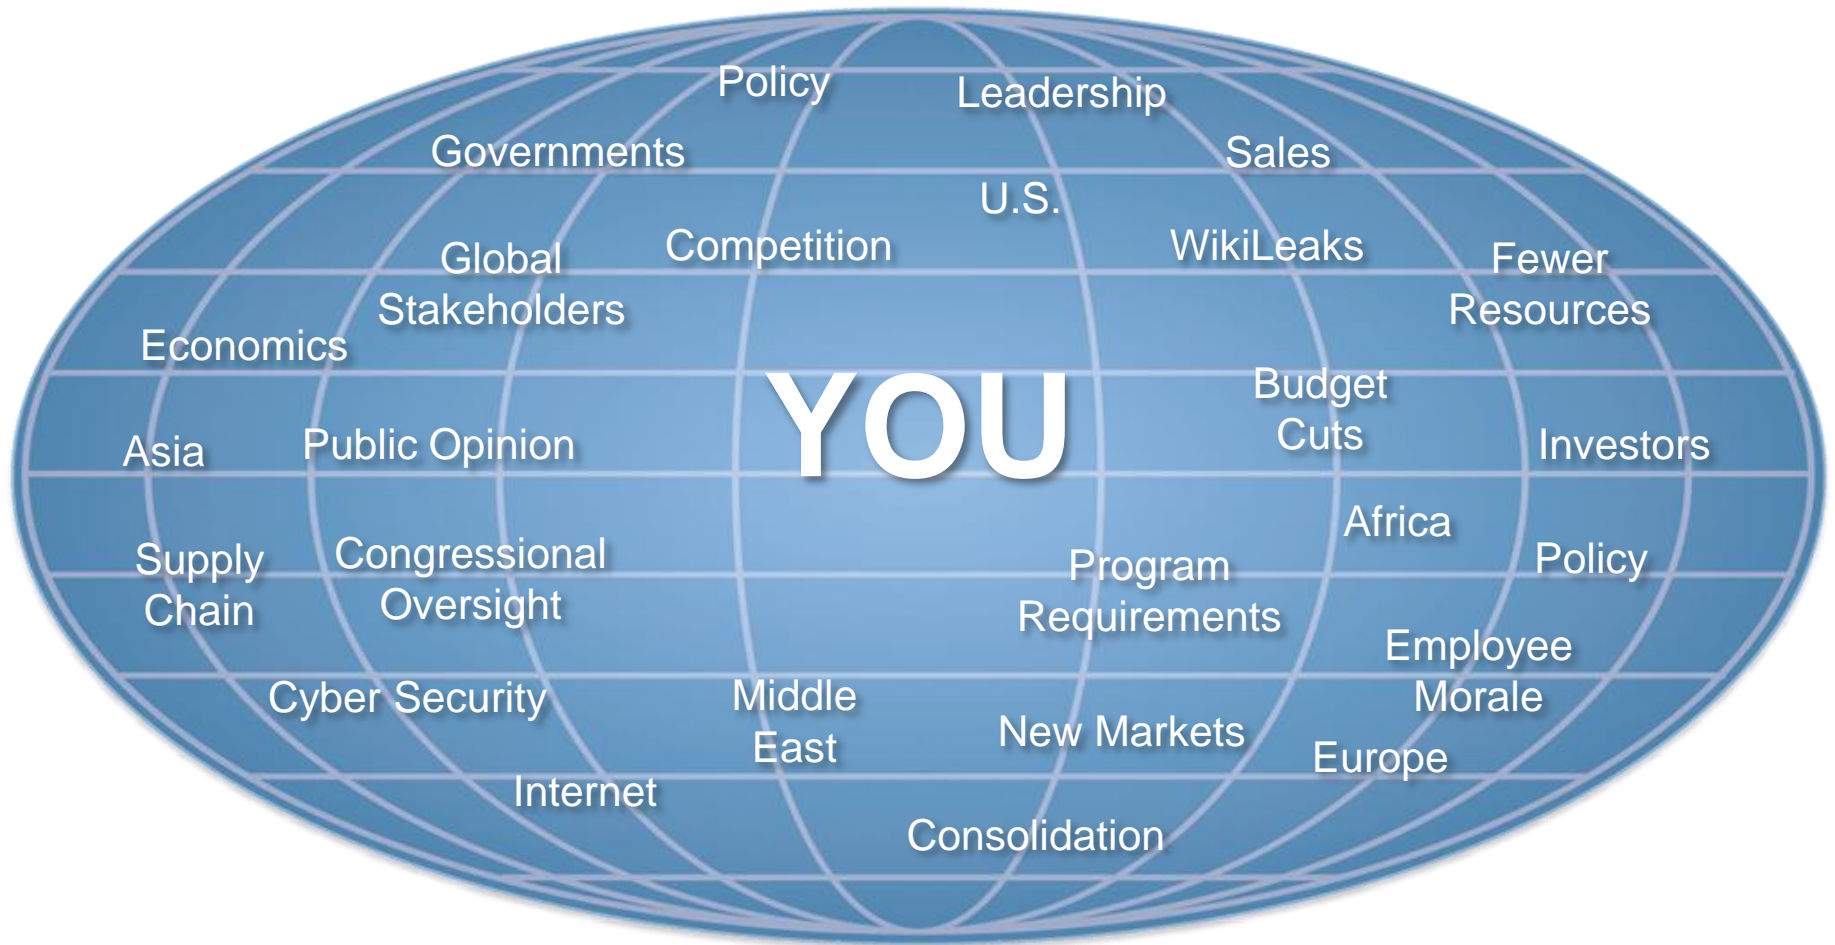 Policy
Leadership
Governments
Sales
U.S.
Competition
WikiLeaks
Global
Stakeholders
Fewer
Resources
Economics
YOU
Budget
Cuts
Asia
Public Opinion
Investors
Africa
Supply
Chain
Congressional
Oversight
Program
Requirements
Policy
Employee
Morale
Cyber Security
Middle
East
New Markets
Europe
Internet
Consolidation